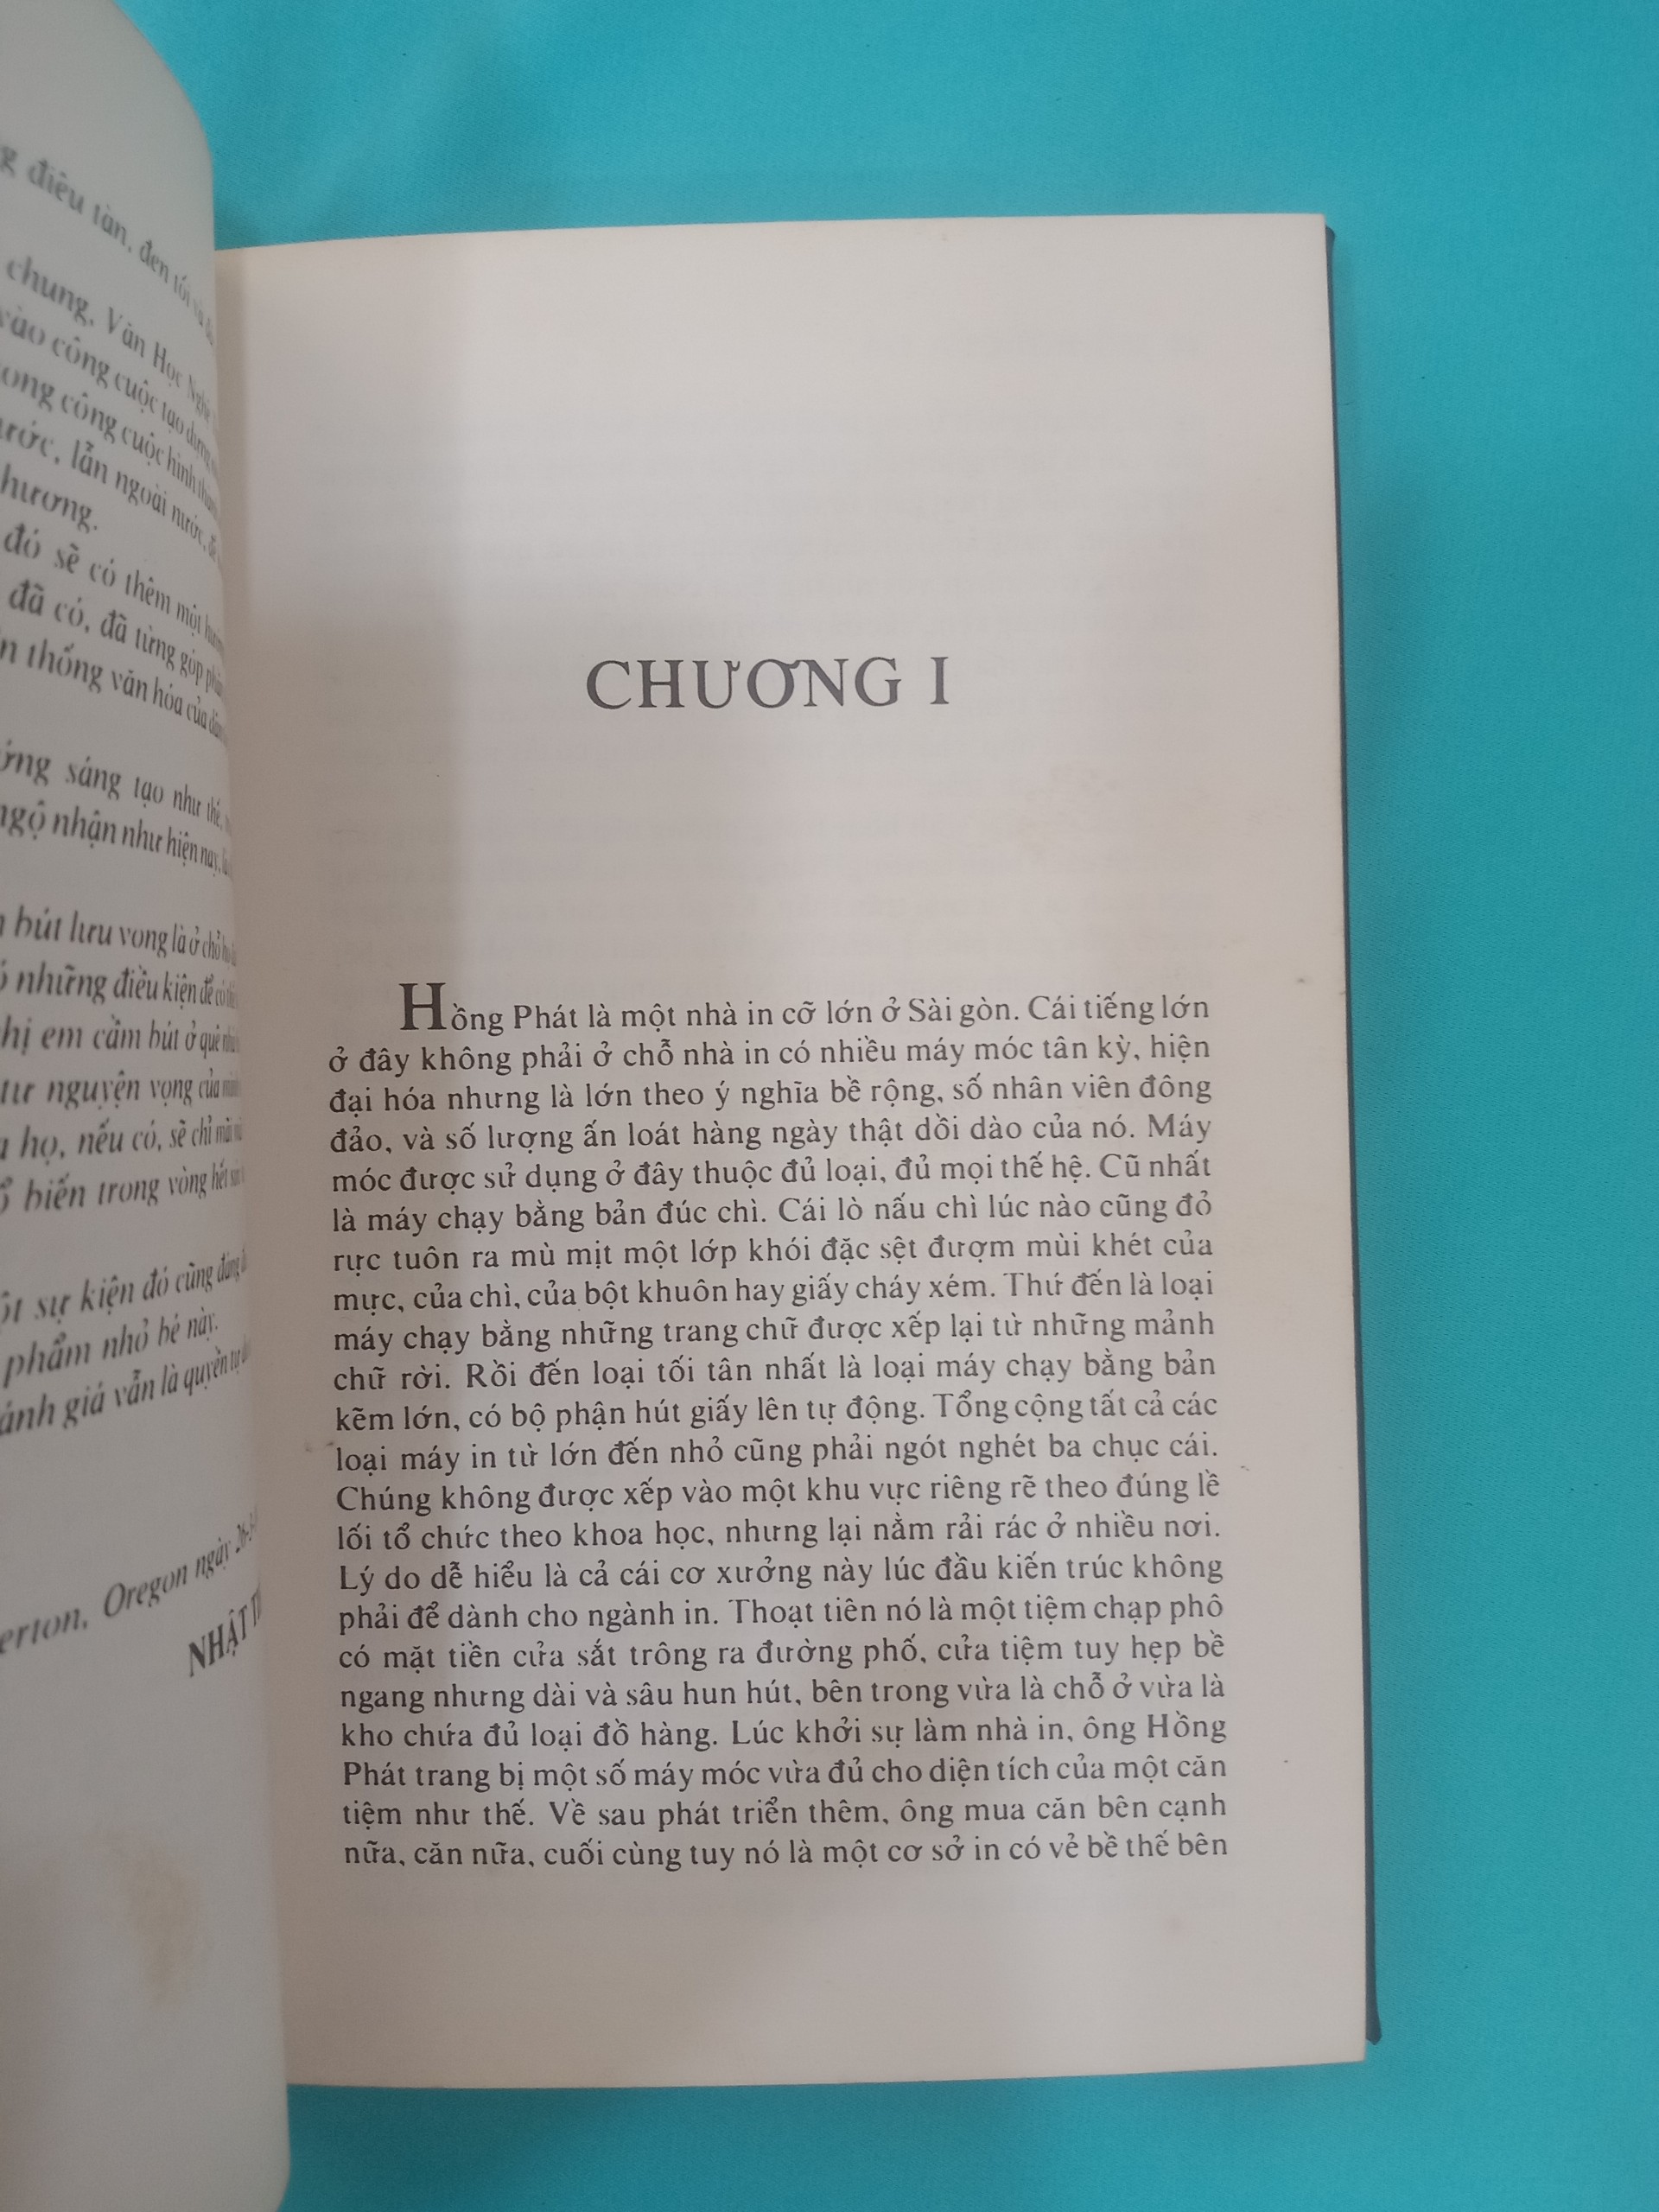 điêu tàn, đen tối
chung, Văn Học
vào công cuộc tạo dựng
công cuộc hình
lẫn ngoài nước, để
hương.
đó sẽ có thêm một
đã có, đã từng góp
thống văn hóa của
sáng tạo như thế,
ngộ nhận như hiện nay,
bút lưu vong là ở chỗ
những điều kiện để có
em cầm bút ở quê
tư nguyện vọng của
họ, nếu có, sẽ chỉ mãi
biến trong vòng hết
sự kiện đó cũng đáng
phẩm nhỏ bé này.
giá vẫn là quyền tự
Oregon ngày
NHẬT
CHƯƠNG I
Hồng Phát là một nhà in cỡ lớn ở Sài gòn. Cái tiếng lớn
ở đây không phải ở chỗ nhà in có nhiều máy móc tân kỳ, hiện
đại hóa nhưng là lớn theo ý nghĩa bề rộng, số nhân viên đông
đảo, và số lượng ấn loát hàng ngày thật dồi dào của nó. Máy
móc được sử dụng ở đây thuộc đủ loại, đủ mọi thế hệ. Cũ nhất
là máy chạy bằng bản đúc chì. Cái lò nấu chì lúc nào cũng đỏ
rực tuôn ra mù mịt một lớp khói đặc sệt đượm mùi khét của
mực, của chì, của bột khuôn hay giấy cháy xém. Thứ đến là loại
máy chạy bằng những trang chữ được xếp lại từ những mảnh
chữ rời. Rồi đến loại tối tân nhất là loại máy chạy bằng bản
kẽm lớn, có bộ phận hút giấy lên tự động. Tổng cộng tất cả các
loại máy in từ lớn đến nhỏ cũng phải ngót nghét ba chục cái.
Chúng không được xếp vào một khu vực riêng rẽ theo đúng lề
lối tổ chức theo khoa học, nhưng lại nằm rải rác ở nhiều nơi.
Lý do dễ hiểu là cả cái cơ xưởng này lúc đầu kiến trúc không
phải để dành cho ngành in. Thoạt tiên nó là một tiệm chạp phô
có mặt tiền cửa sắt trông ra đường phố, cửa tiệm tuy hẹp bề
ngang nhưng dài và sâu hun hút, bên trong vừa là chỗ ở vừa là
kho chứa đủ loại đồ hàng. Lúc khởi sự làm nhà in, ông Hồng
Phát trang bị một số máy móc vừa đủ cho diện tích của một căn
tiệm như thế. Về sau phát triển thêm, ông mua căn bên cạnh
nữa, căn nữa, cuối cùng tuy nó là một cơ sở in có vẻ bề thế bên